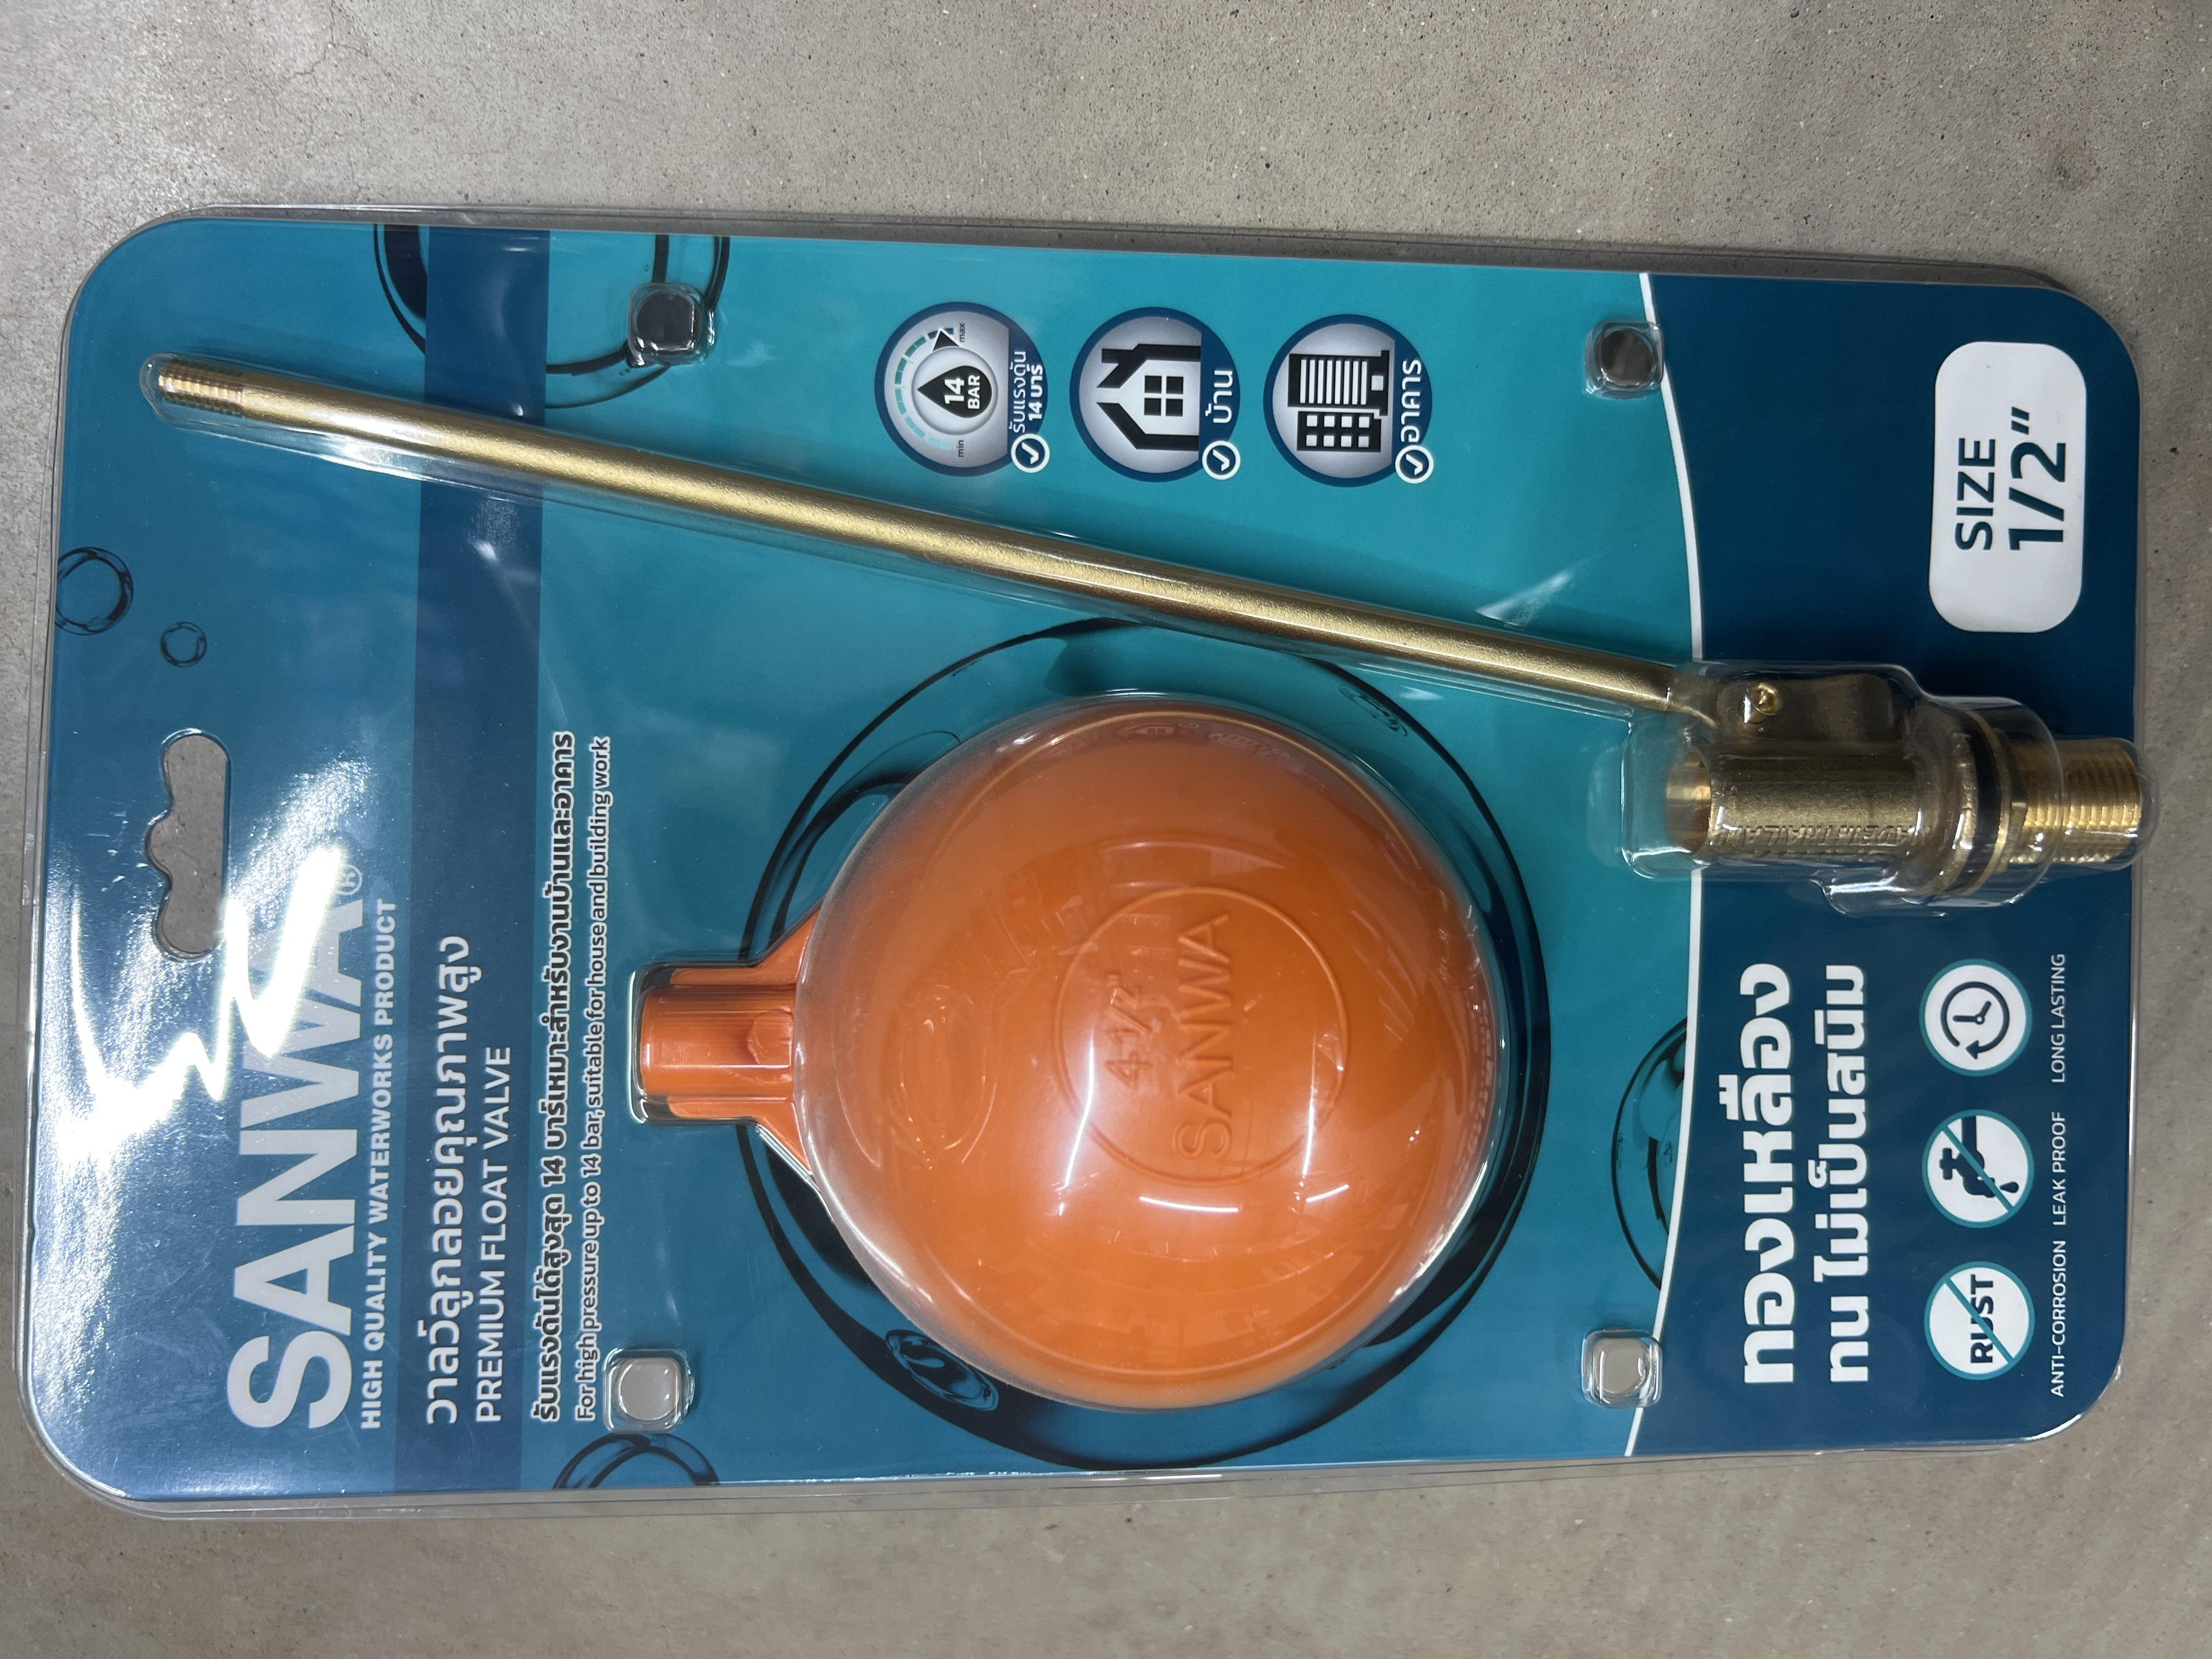 SANWA®
HIGH QUALITY WATERWORKS PRODUCT
วาล์วลูกลอยคุณภาพสูง
PREMIUM FLOAT VALVE
รับแรงดันได้สูงสุด 14 บาร์เหมาะสำหรับงานบ้านและอาคาร
For high pressure up to 14 bar, suitable for house and building work
14
BAR
min
max
รับแรงดัน
14 บาร์
บ้าน
อาคาร
4 1/2"
SANWA
ทองเหลือง
ทน ไม่เป็นสนิม
RUST
ANTI-CORROSION
LEAK PROOF
LONG LASTING
SIZE
1/2"